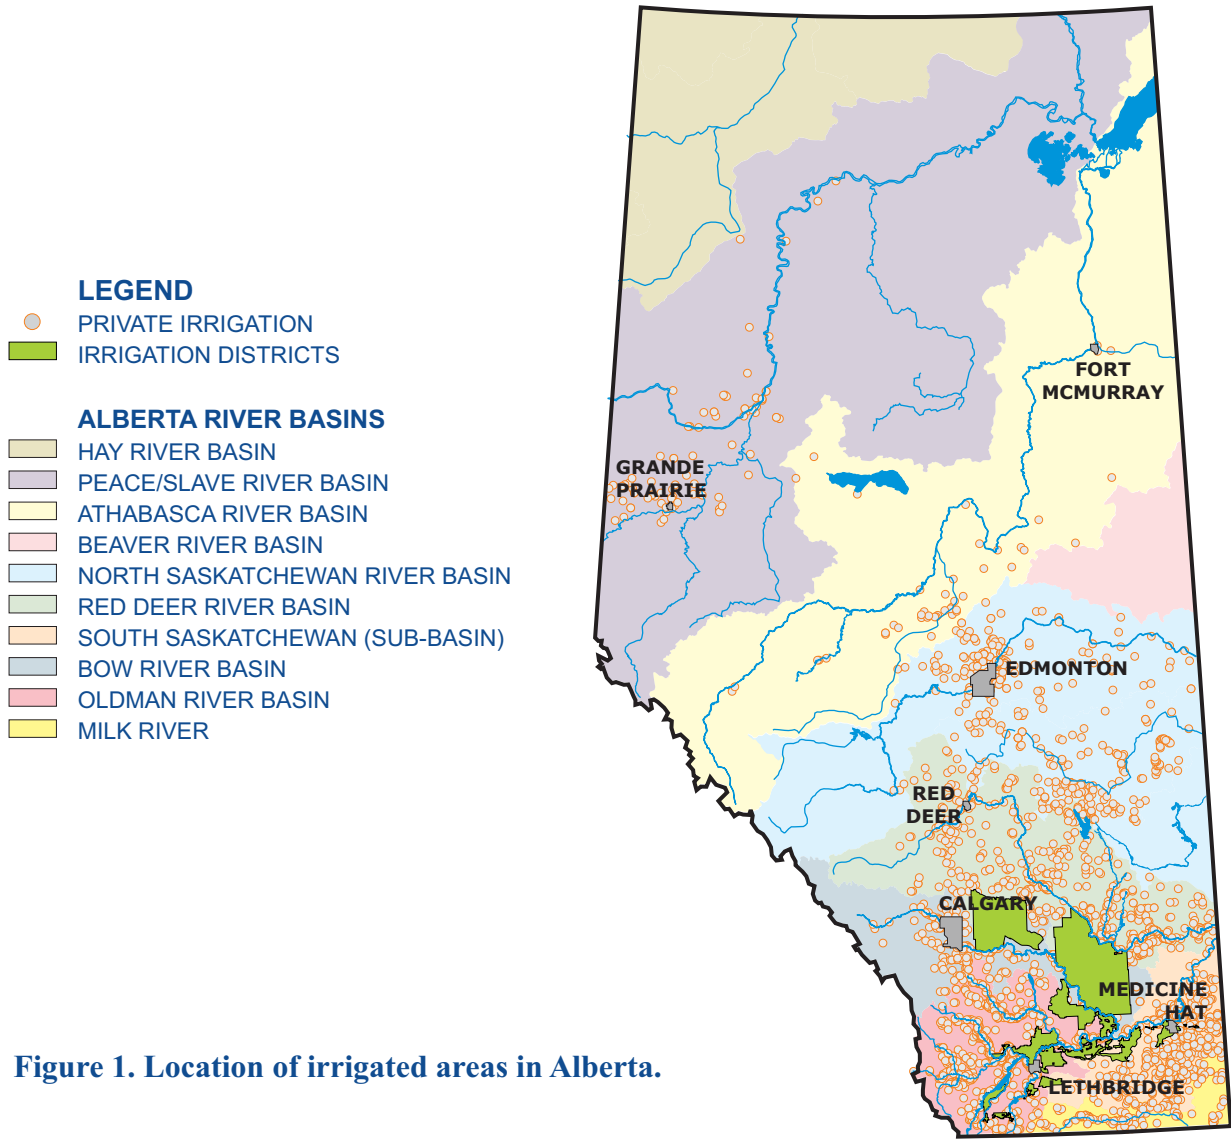 LEGEND
PRIVATE IRRIGATION
IRRIGATION DISTRICTS
ALBERTA RIVER BASINS
HAY RIVER BASIN
PEACE/SLAVE RIVER BASIN
ATHABASCA RIVER BASIN
BEAVER RIVER BASIN
NORTH SASKATCHEWAN RIVER BASIN
RED DEER RIVER BASIN
SOUTH SASKATCHEWAN (SUB-BASIN)
BOW RIVER BASIN
OLDMAN RIVER BASIN
MILK RIVER
FORT
MCMURRAY
GRANDE
PRAIRIE
EDMONTON
RED
DEER
CALGARY
MEDICINE
HAT
LETHBRIDGE
Figure 1. Location of irrigated areas in Alberta.